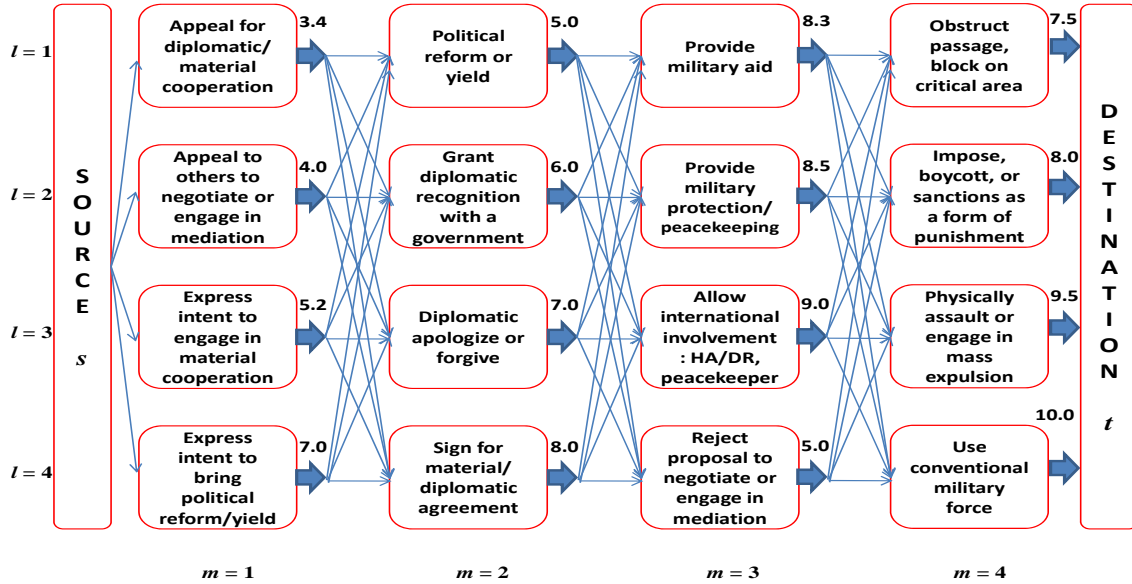 SOURCE
s
l = 1
l = 2
l = 3
l = 4
Appeal for
diplomatic/
material
cooperation
3.4
Political
reform or
yield
5.0
Provide
military aid
8.3
Obstruct
passage,
block on
critical area
7.5
Appeal to
others to
negotiate or
engage in
mediation
4.0
Grant
diplomatic
recognition
with a
government
6.0
Provide
military
protection/
peacekeeping
8.5
Impose,
boycott, or
sanctions as
a form of
punishment
8.0
Express
intent to
engage in
material
cooperation
5.2
Diplomatic
apologize or
forgive
7.0
Allow
international
involvement
: HA/DR,
peacekeeper
9.0
Physically
assault or
engage in
mass
expulsion
9.5
Express
intent to
bring
political
reform/yield
7.0
Sign for
material/
diplomatic
agreement
8.0
Reject
proposal to
negotiate or
engage in
mediation
5.0
Use
conventional
military
force
10.0
DESTINATION
t
m = 1
m = 2
m = 3
m = 4